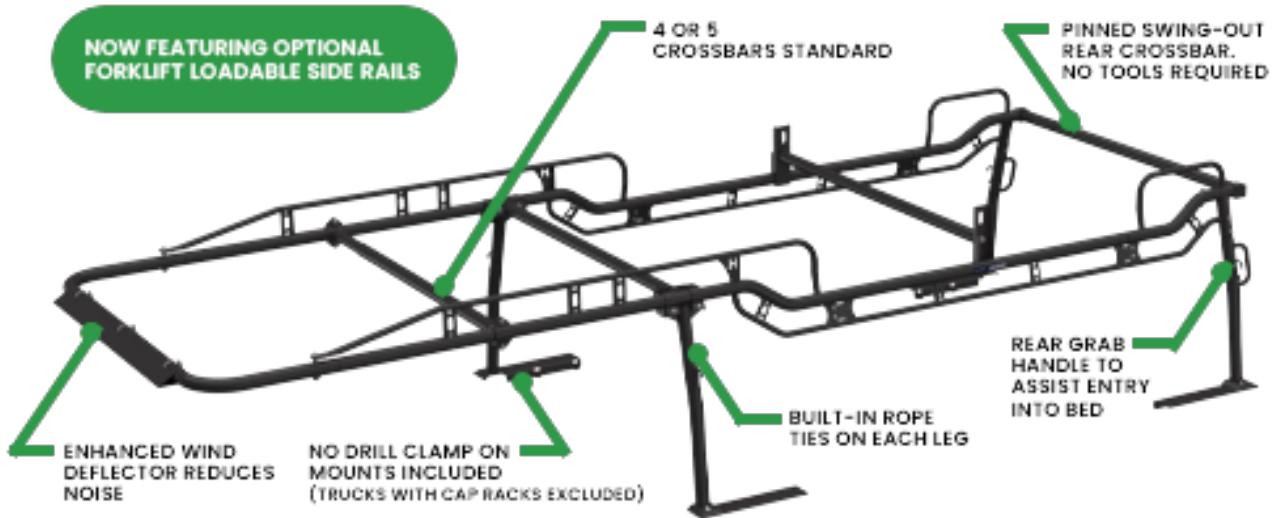 NOW FEATURING OPTIONAL
FORKLIFT LOADABLE SIDE RAILS
4 OR 5
CROSSBARS STANDARD
PINNED SWING-OUT
REAR CROSSBAR.
NO TOOLS REQUIRED
REAR GRAB
HANDLE TO
ASSIST ENTRY
INTO BED
BUILT-IN ROPE
TIES ON EACH LEG
NO DRILL CLAMP ON
MOUNTS INCLUDED
(TRUCKS WITH CAP RACKS EXCLUDED)
ENHANCED WIND
DEFLECTOR REDUCES
NOISE